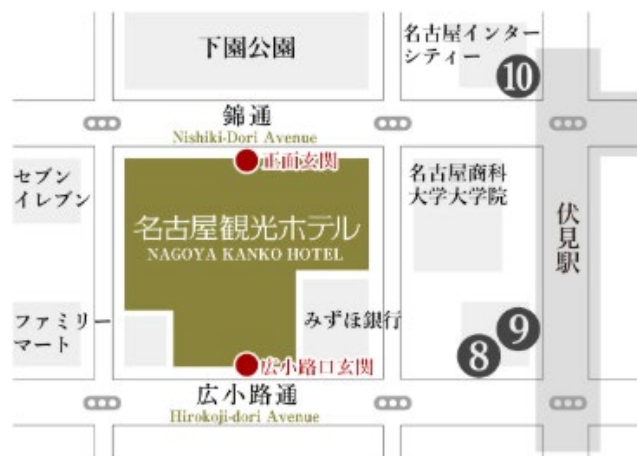 下園公園
名古屋インター
シティー
10
錦通
Nishiki-Dori Avenue
正面玄関
セブン
イレブン
名古屋観光ホテル
NAGOYA KANKO HOTEL
名古屋商科
大学大学院
伏見駅
ファミリー
マート
みずほ銀行
9
8
広小路口玄関
広小路通
Hirokoji-dori Avenue